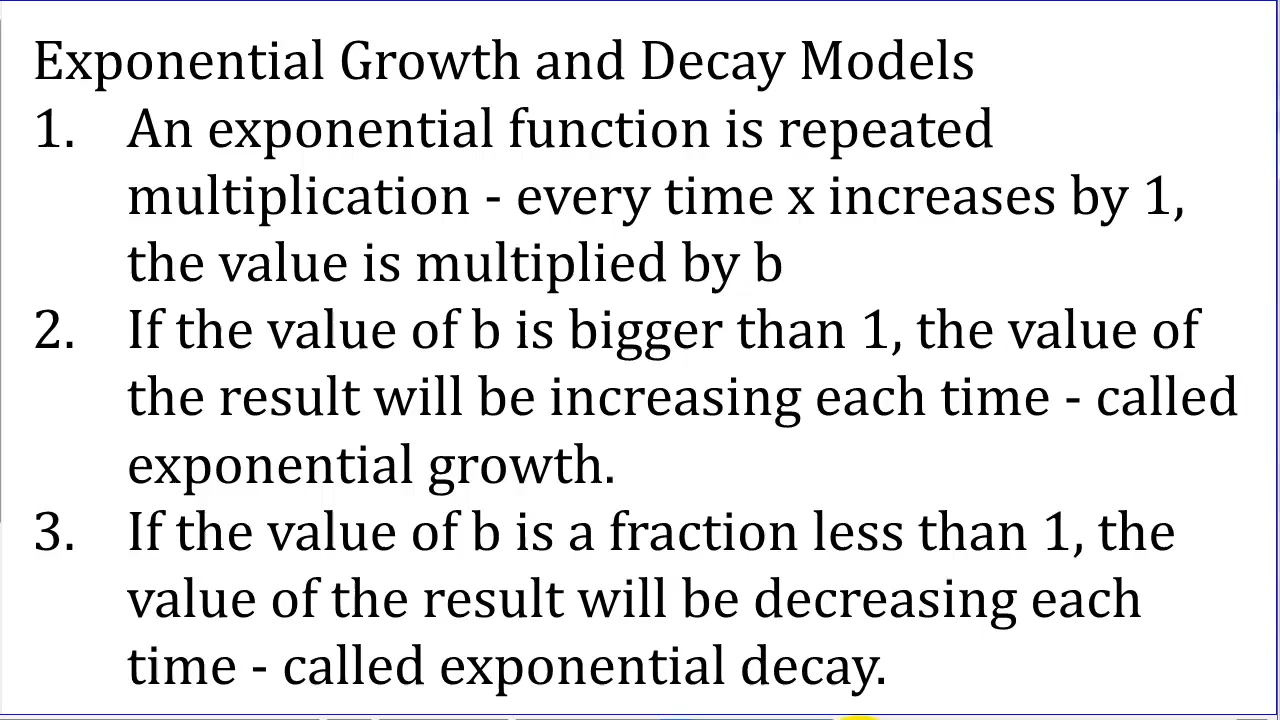 Exponential Growth and Decay Models
1. An exponential function is repeated
multiplication - every time x increases by 1,
the value is multiplied by b
2. If the value of b is bigger than 1, the value of
the result will be increasing each time - called
exponential growth.
3. If the value of b is a fraction less than 1, the
value of the result will be decreasing each
time - called exponential decay.